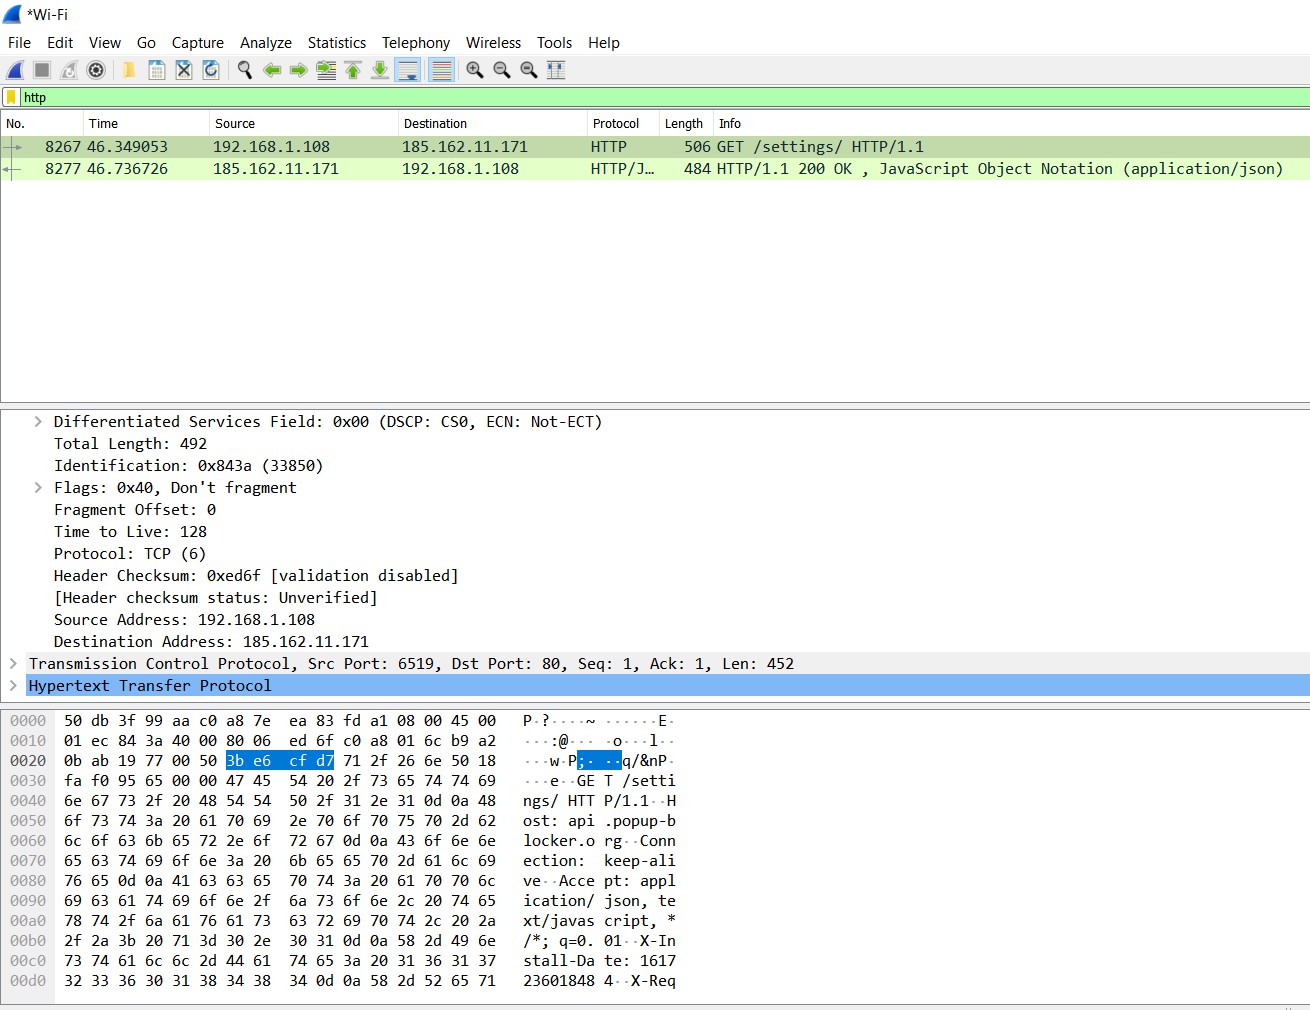 *Wi-Fi
File Edit View Go Capture Analyze Statistics Telephony Wireless Tools Help
http
No. Time Source Destination Protocol Length Info
8267 46.349053 192.168.1.108 185.162.11.171 HTTP 506 GET /settings/ HTTP/1.1
8277 46.736726 185.162.11.171 192.168.1.108 HTTP/J… 484 HTTP/1.1 200 OK , JavaScript Object Notation (application/json)
Differentiated Services Field: 0x00 (DSCP: CS0, ECN: Not-ECT)
Total Length: 492
Identification: 0x843a (33850)
Flags: 0x40, Don't fragment
Fragment Offset: 0
Time to Live: 128
Protocol: TCP (6)
Header Checksum: 0xed6f [validation disabled]
[Header checksum status: Unverified]
Source Address: 192.168.1.108
Destination Address: 185.162.11.171
Transmission Control Protocol, Src Port: 6519, Dst Port: 80, Seq: 1, Ack: 1, Len: 452
Hypertext Transfer Protocol
0000 50 db 3f 99 aa c0 a8 7e ea 83 fd a1 08 00 45 00 P·?····~ ······E·
0010 01 ec 84 3a 40 00 80 06 ed 6f c0 a8 01 6c b9 a2 ···:@··· ·o···l··
0020 0b ab 19 77 00 50 3b e6 cf d7 71 2f 26 6e 50 18 ···w·P;· ··q/&nP·
0030 fa f0 95 65 00 00 47 45 54 20 2f 73 65 74 74 69 ···e··GE T /setti
0040 6e 67 73 2f 20 48 54 54 50 2f 31 2e 31 0d 0a 48 ngs/ HTT P/1.1··H
0050 6f 73 74 3a 20 61 70 69 2e 70 6f 70 75 70 2d 62 ost: api .popup-b
0060 6c 6f 63 6b 65 72 2e 6f 72 67 0d 0a 43 6f 6e 6e locker.o rg··Conn
0070 65 63 74 69 6f 6e 3a 20 6b 65 65 70 2d 61 6c 69 ection: keep-ali
0080 76 65 0d 0a 41 63 63 65 70 74 3a 20 61 70 70 6c ve··Acce pt: appl
0090 69 63 61 74 69 6f 6e 2f 6a 73 6f 6e 2c 20 74 65 ication/ json, te
00a0 78 74 2f 6a 61 76 61 73 63 72 69 70 74 2c 20 2a xt/javas cript, *
00b0 2f 2a 3b 20 71 3d 30 2e 30 31 0d 0a 58 2d 49 6e /*; q=0. 01··X-In
00c0 73 74 61 6c 6c 2d 44 61 74 65 3a 20 31 36 31 37 stall-Da te: 1617
00d0 32 33 36 30 31 38 34 38 34 0d 0a 58 2d 52 65 71 23601848 4··X-Req